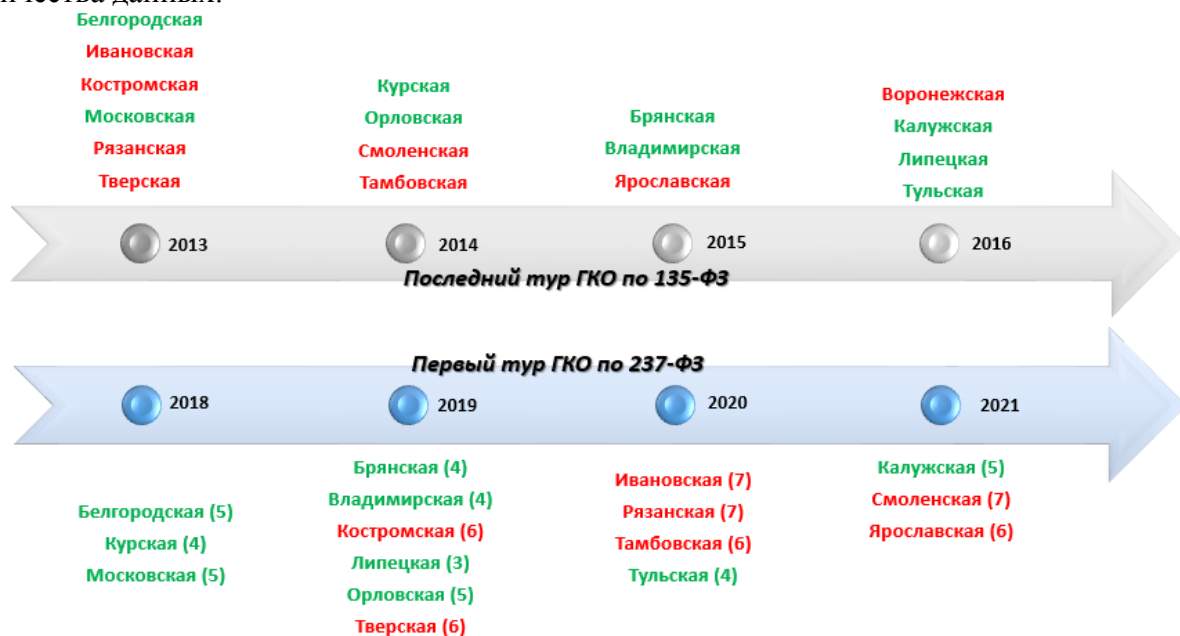 данных.
Белгородская
Ивановская
Костромская
Московская
Рязанская
Тверская
Курская
Орловская
Смоленская
Тамбовская
Брянская
Владимирская
Ярославская
Воронежская
Калужская
Липецкая
Тульская
2013
2014
2015
2016
Последний тур ГКО по 135-ФЗ
Первый тур ГКО по 237-ФЗ
2018
2019
2020
2021
Белгородская (5)
Курская (4)
Московская (5)
Брянская (4)
Владимирская (4)
Костромская (6)
Липецкая (3)
Орловская (5)
Тверская (6)
Ивановская (7)
Рязанская (7)
Тамбовская (6)
Тульская (4)
Калужская (5)
Смоленская (7)
Ярославская (6)